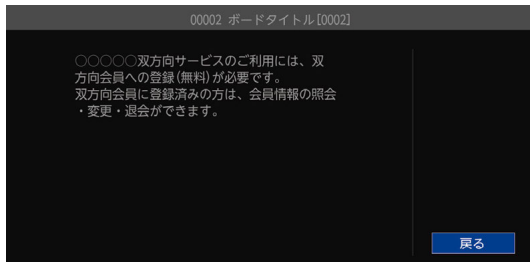 00002 ボードタイトル[0002]
○○○○○双方向サービスのご利用には、双
方向会員への登録(無料)が必要です。
双方向会員に登録済みの方は、会員情報の照会
・変更・退会ができます。
戻る